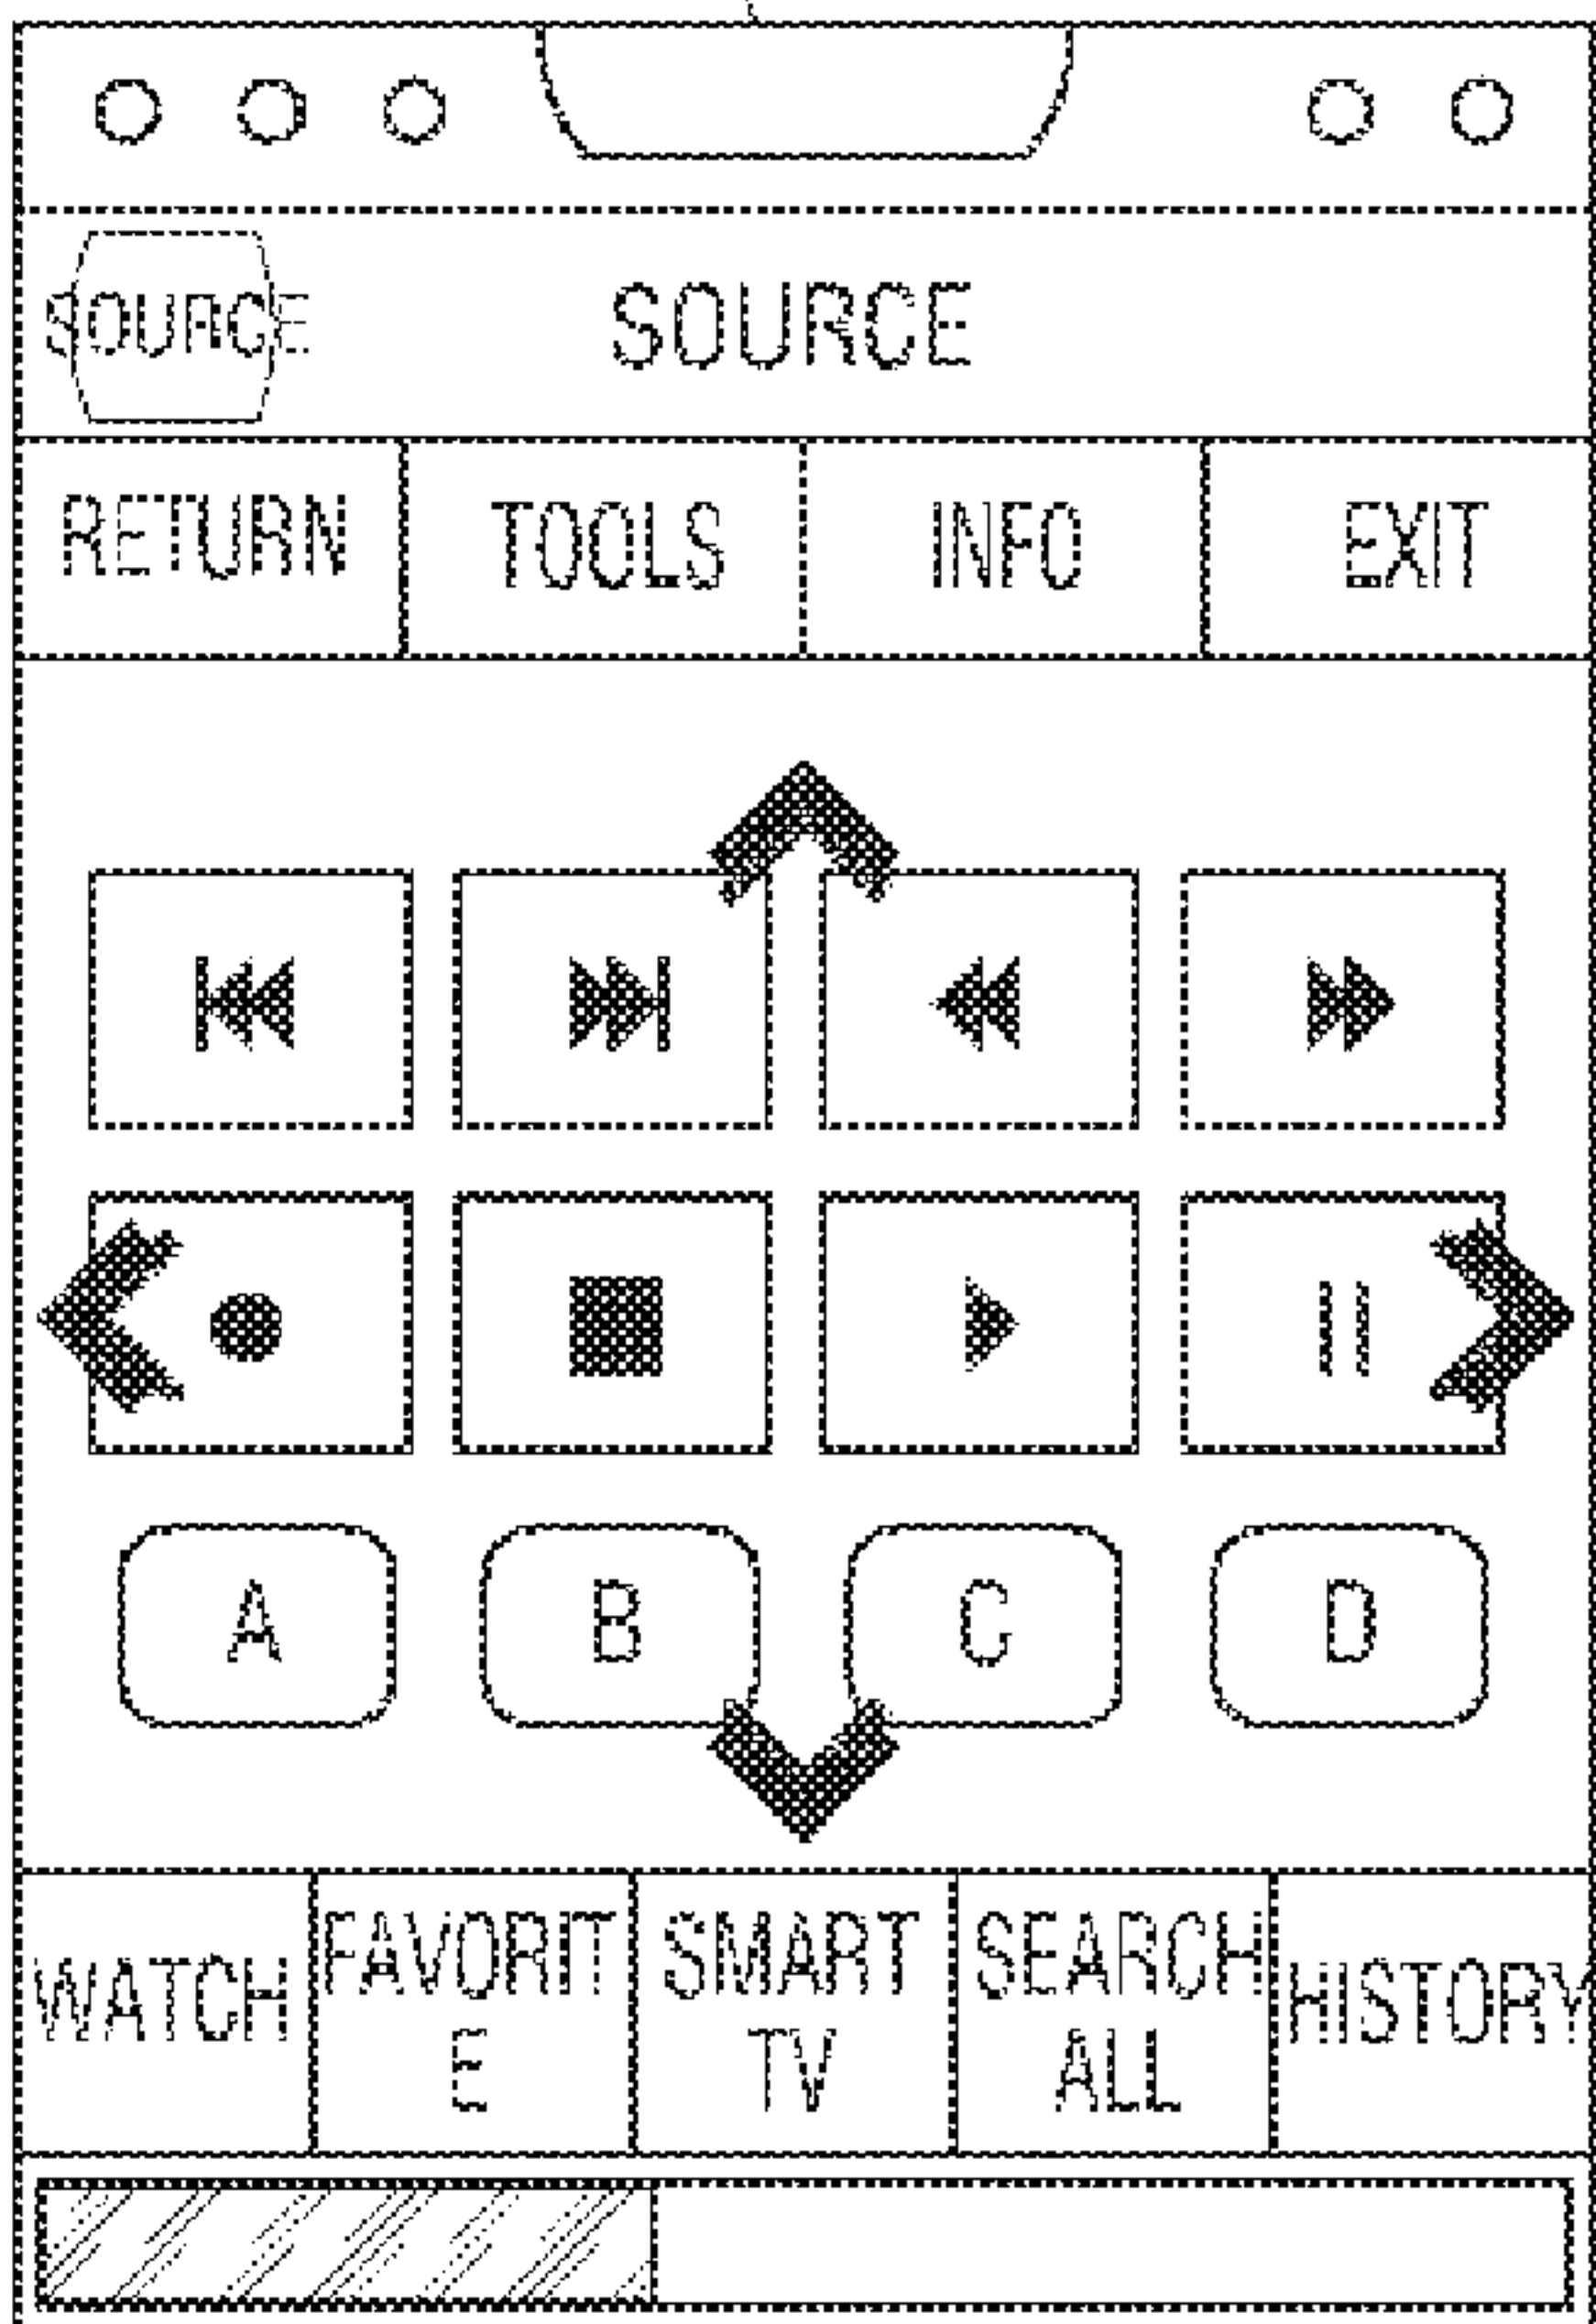 SOURCE SOURCE
RETURN TOOLS INFO EXIT
A B C D
WATCH FAVORIT SMART SEARCH HISTORY
E TV ALL